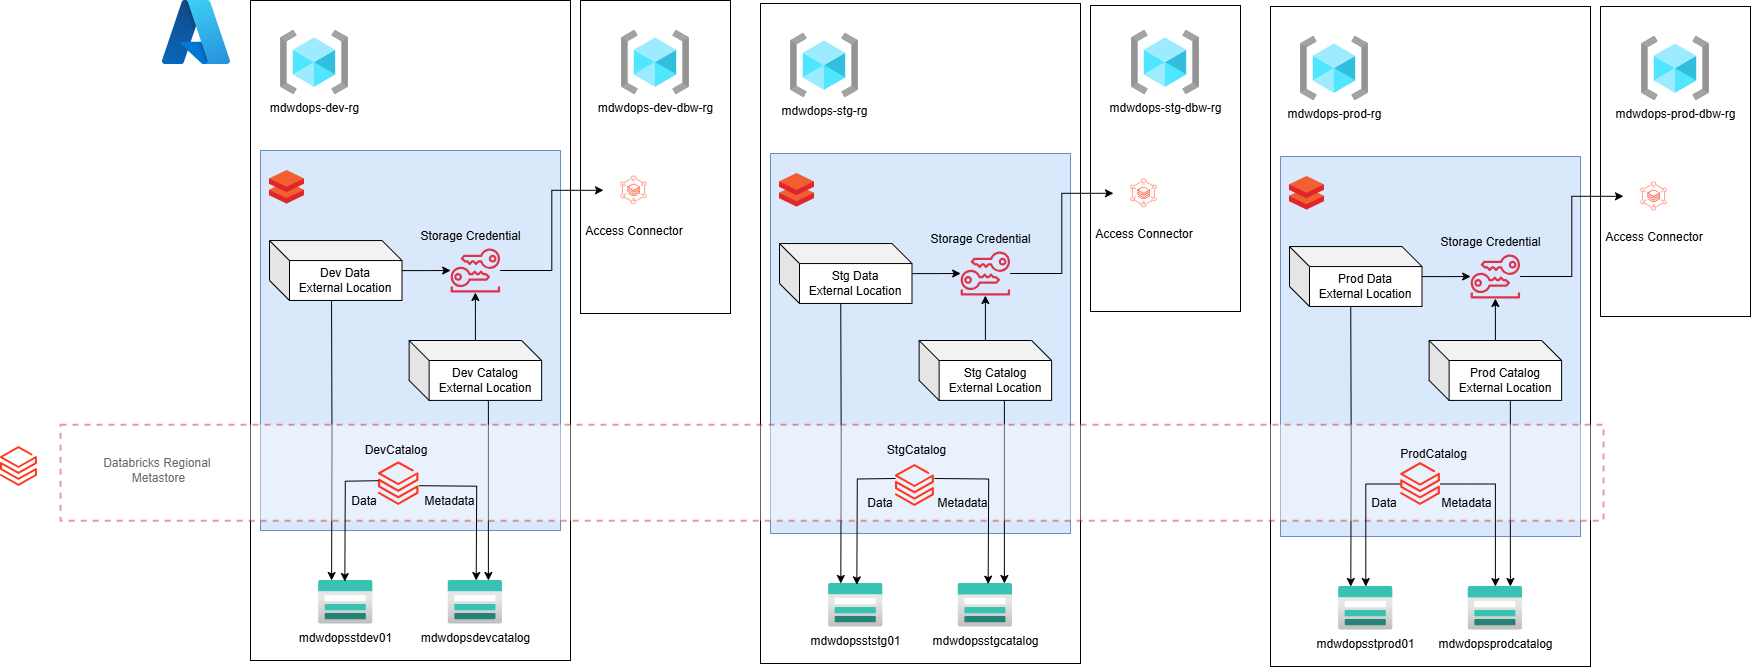 mdwdops-dev-rg
mdwdops-dev-dbw-rg
mdwdops-stg-rg
mdwdops-stg-dbw-rg
mdwdops-prod-rg
mdwdops-prod-dbw-rg
Storage Credential
Access Connector
Dev Data
External Location
Dev Catalog
External Location
Storage Credential
Access Connector
Stg Data
External Location
Stg Catalog
External Location
Storage Credential
Access Connector
Prod Data
External Location
Prod Catalog
External Location
Databricks Regional
Metastore
DevCatalog
Data
Metadata
StgCatalog
Data
Metadata
ProdCatalog
Data
Metadata
mdwdopsstdev01
mdwdopsdevcatalog
mdwdopsststg01
mdwdopsstgcatalog
mdwdopsstprod01
mdwdopsprodcatalog